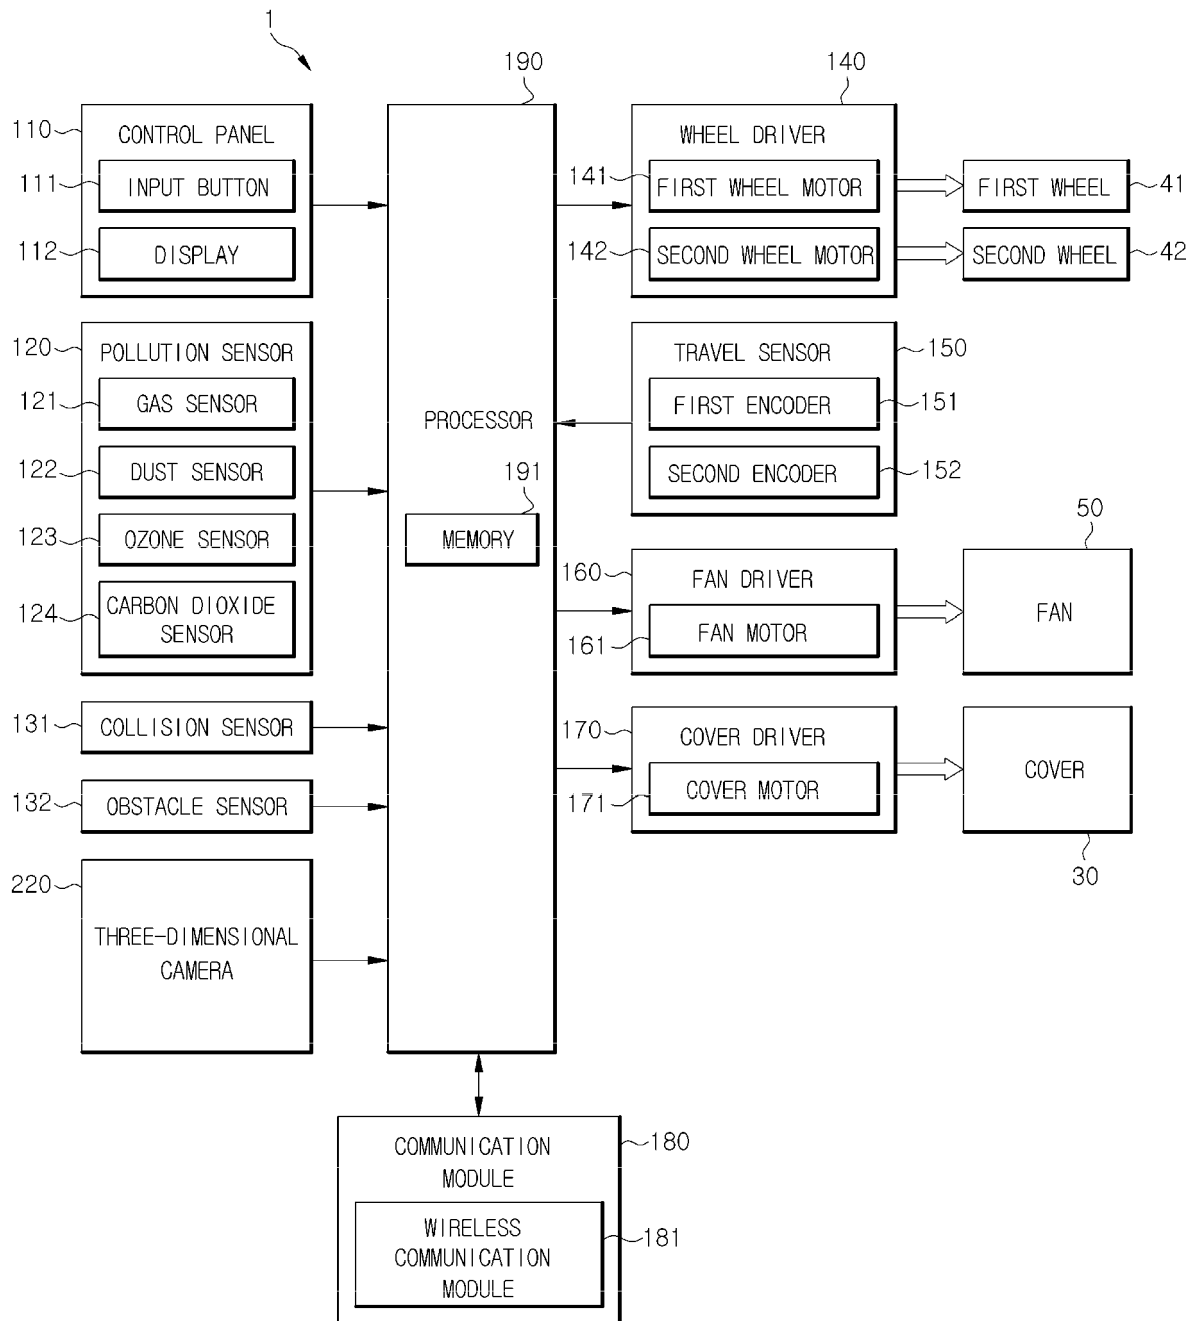 1
190
140
110
CONTROL PANEL
111
INPUT BUTTON
112
DISPLAY
WHEEL DRIVER
141
FIRST WHEEL MOTOR
FIRST WHEEL
41
142
SECOND WHEEL MOTOR
SECOND WHEEL
42
120
POLLUTION SENSOR
121
GAS SENSOR
122
DUST SENSOR
123
OZONE SENSOR
124
CARBON DIOXIDE
SENSOR
PROCESSOR
191
MEMORY
TRAVEL SENSOR
150
FIRST ENCODER
151
SECOND ENCODER
152
50
160
FAN DRIVER
161
FAN MOTOR
FAN
131
COLLISION SENSOR
132
OBSTACLE SENSOR
170
COVER DRIVER
171
COVER MOTOR
COVER
30
220
THREE-DIMENSIONAL
CAMERA
COMMUNICATION
MODULE
180
WIRELESS
COMMUNICATION
MODULE
181